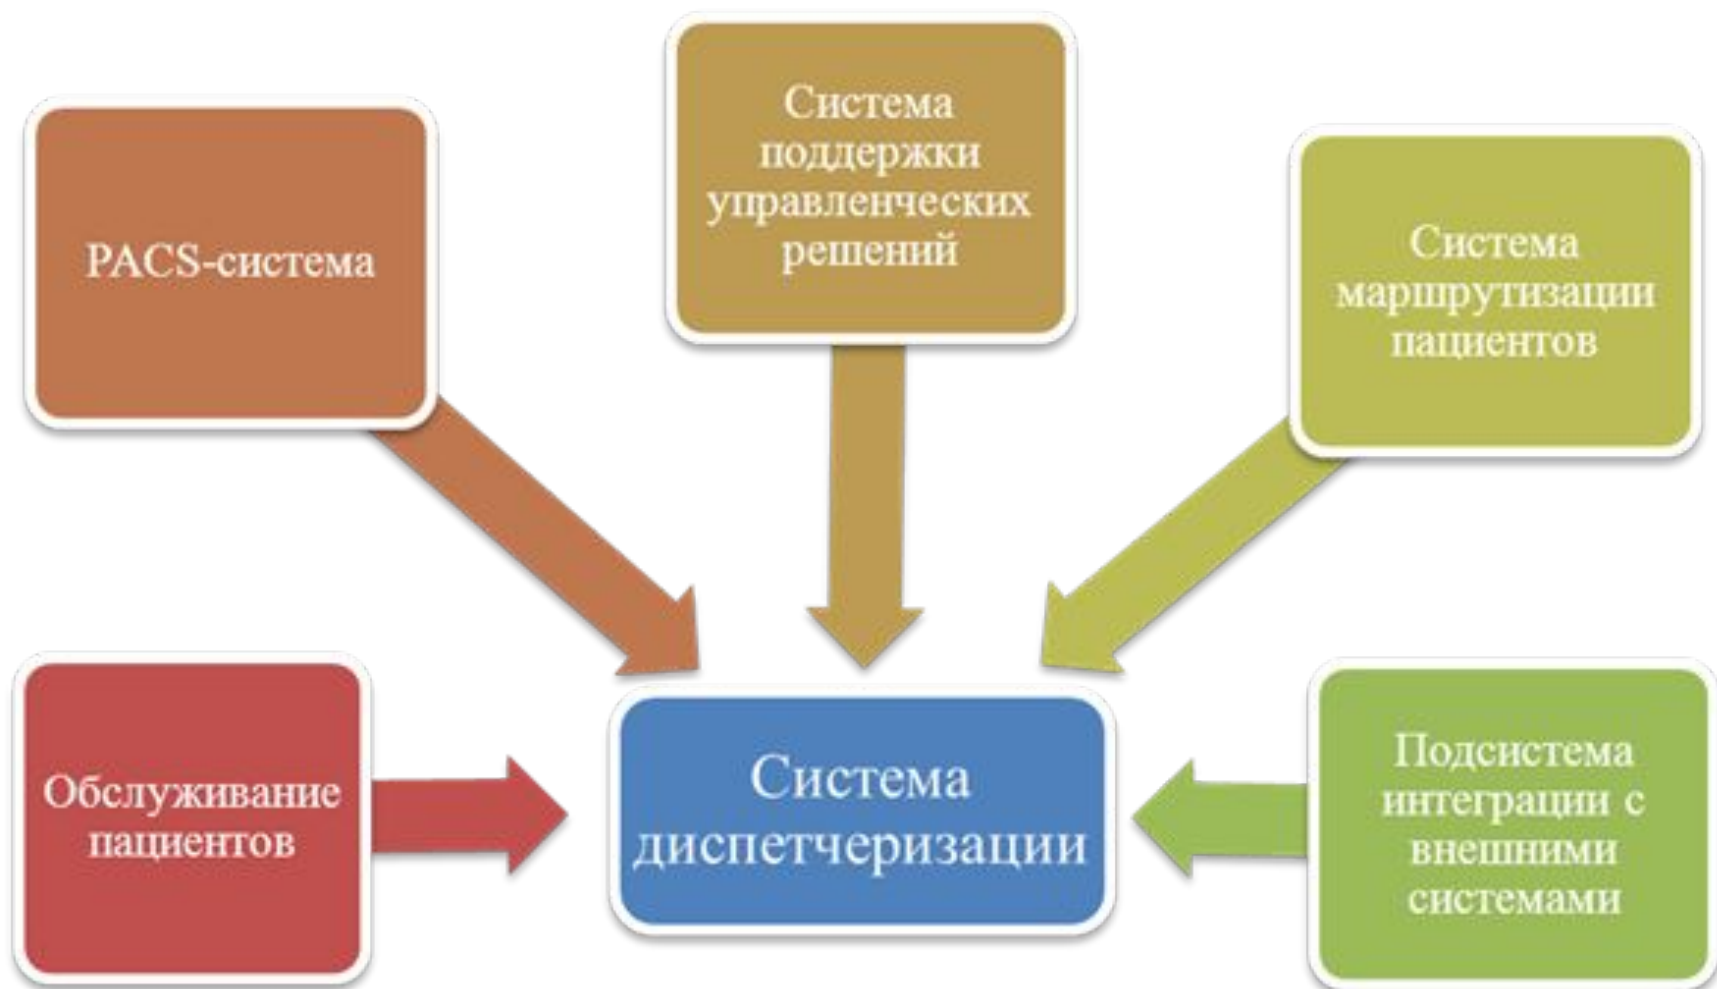 Система
поддержки
управленческих
решений
PACS-система
Система
маршрутизации
пациентов
Обслуживание
пациентов
Система
диспетчеризации
Подсистема
интеграции с
внешними
системами